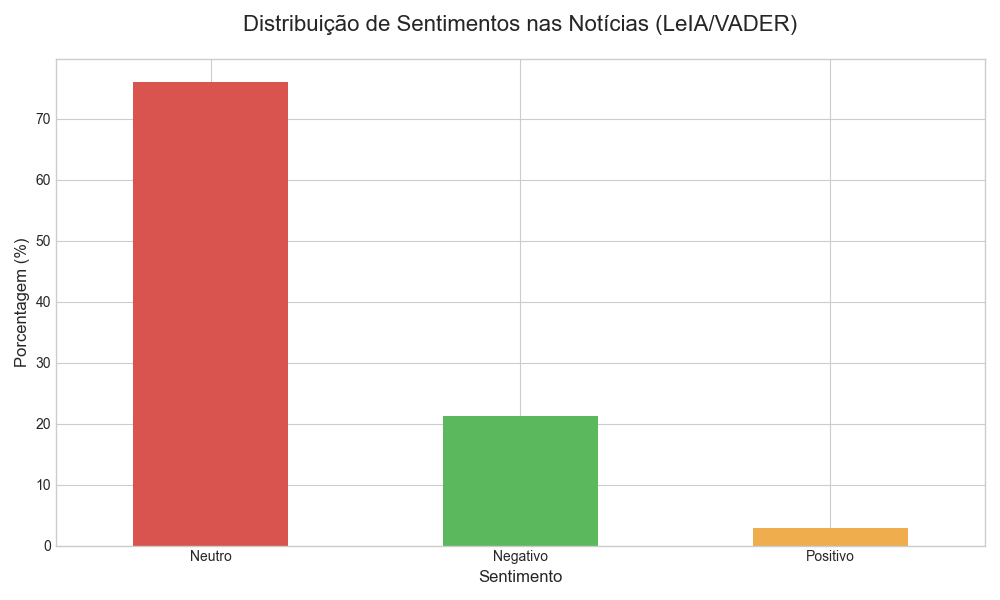 Distribuição de Sentimentos nas Notícias (LeIA/VADER)
Porcentagem (%)
70
60
50
40
30
20
10
0
Neutro
Negativo
Positivo
Sentimento